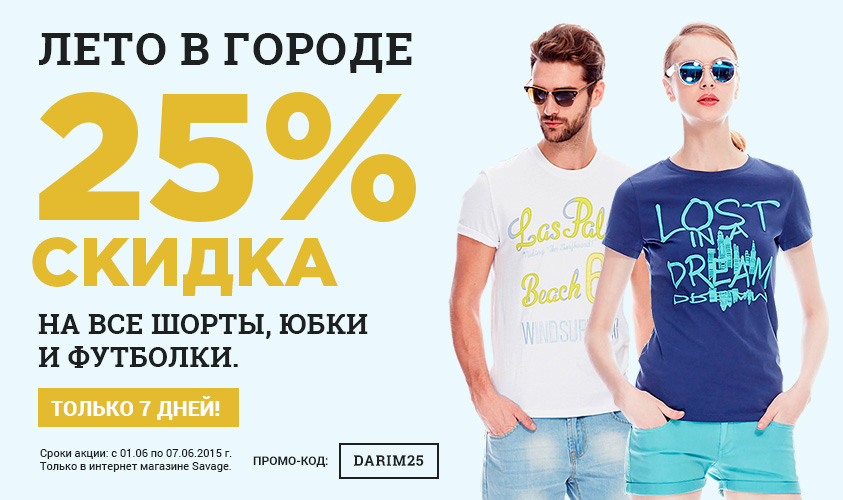 ЛЕТО В ГОРОДЕ
25%
СКИДКА
НА ВСЕ ШОРТЫ, ЮБКИ
И ФУТБОЛКИ.
ТОЛЬКО 7 ДНЕЙ!
Сроки акции: с 01.06 по 07.06.2015 г.
Только в интернет магазине Savage.
ПРОМО-КОД:
DARIM25
Las Pal
Beach
WINDSUR
LOST
IN A
DREAM